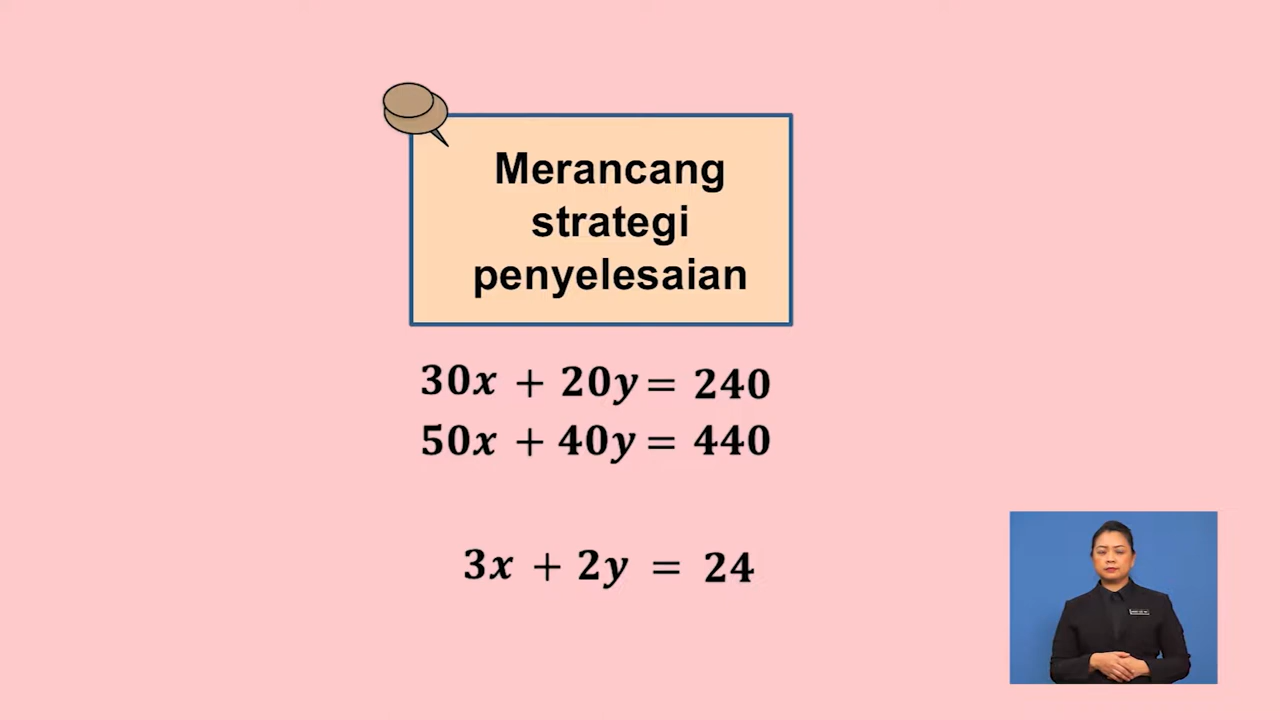 Merancang
strategi
penyelesaian
30x + 20y = 240
50x + 40y = 440
3x + 2y = 24